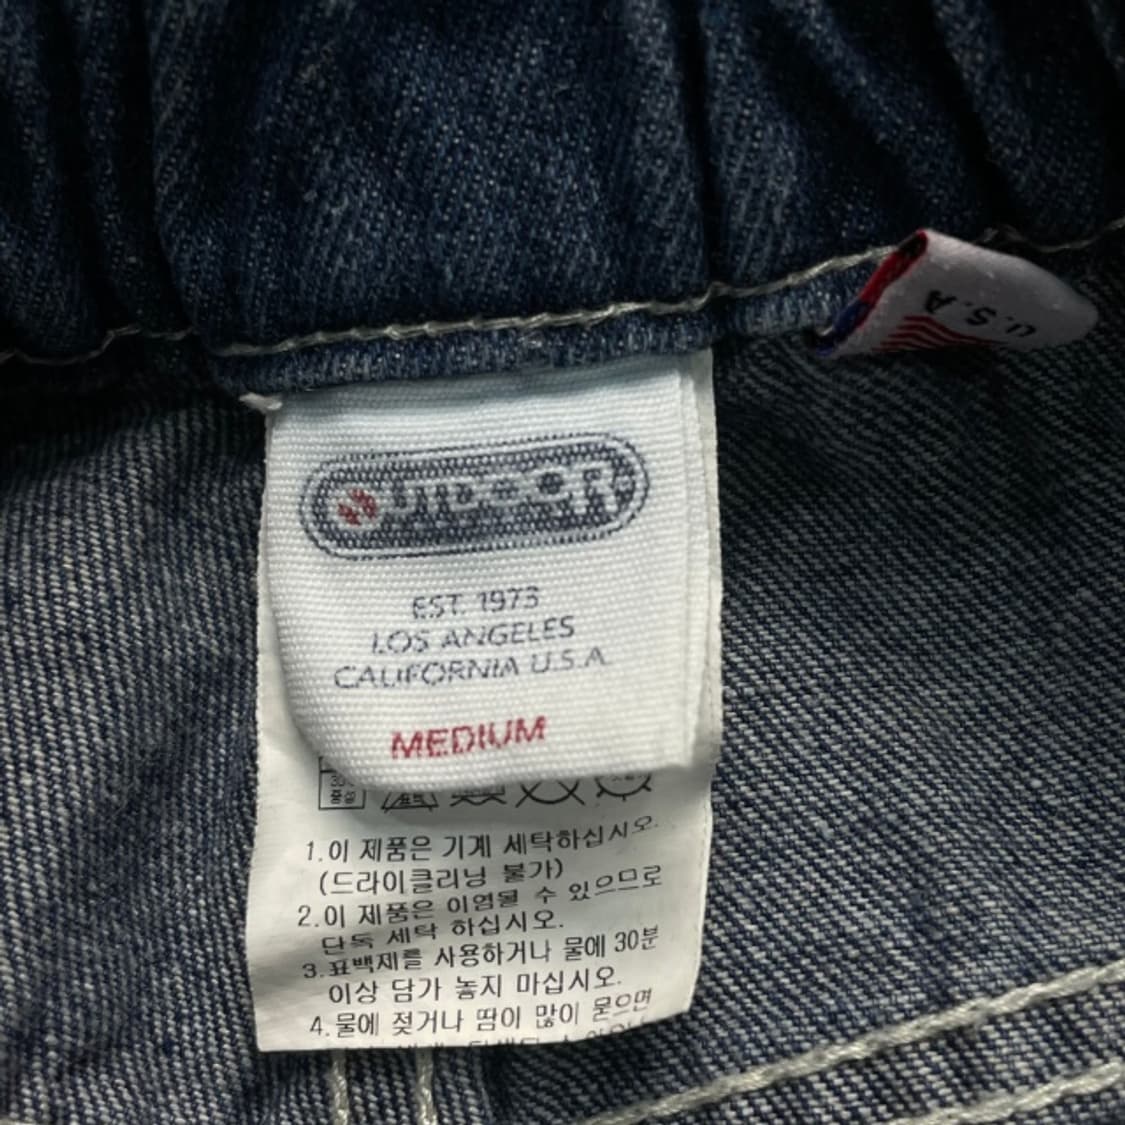 U.S.A
OUTDOOR
EST. 1973
LOS ANGELES
CALIFORNIA U.S.A
MEDIUM
1.이 제품은 기계 세탁하십시오.
(드라이클리닝 불가)
2.이 제품은 이염될 수 있으므로
단독 세탁 하십시오.
3.표백제를 사용하거나 물에 30분
이상 담가 놓지 마십시오.
4.물에 젖거나 땀이 많이 묻으면